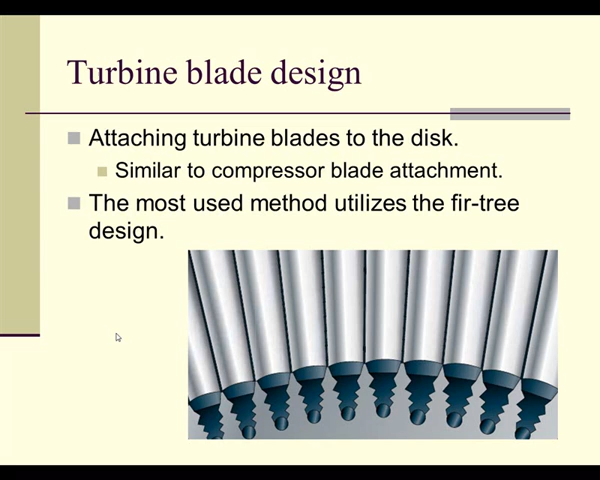 Turbine blade design
Attaching turbine blades to the disk.
Similar to compressor blade attachment.
The most used method utilizes the fir-tree
design.